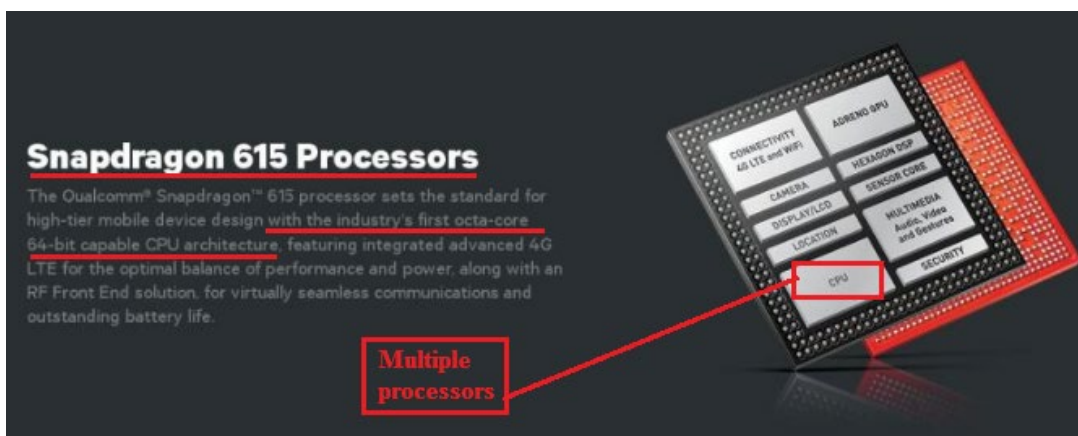 Snapdragon 615 Processors
The Qualcomm® Snapdragon™ 615 processor sets the standard for
high-tier mobile device design with the industry's first octa-core
64-bit capable CPU architecture, featuring integrated advanced 4G
LTE for the optimal balance of performance and power, along with an
RF Front End solution, for virtually seamless communications and
outstanding battery life.
Multiple
processors
CONNECTIVITY
4G LTE and WiFi
ADRENO GPU
CAMERA
HEXAGON DSP
DISPLAY/LCD
SENSOR CORE
LOCATION
MULTIMEDIA
Audio, Video
and Gestures
CPU
SECURITY